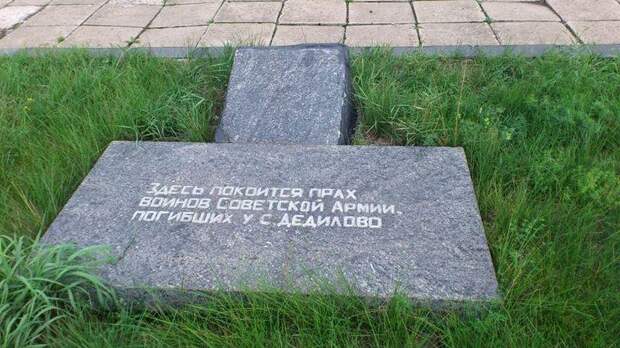 Здесь покоится прах
воинов Советской Армии,
погибших у с. Дедилово